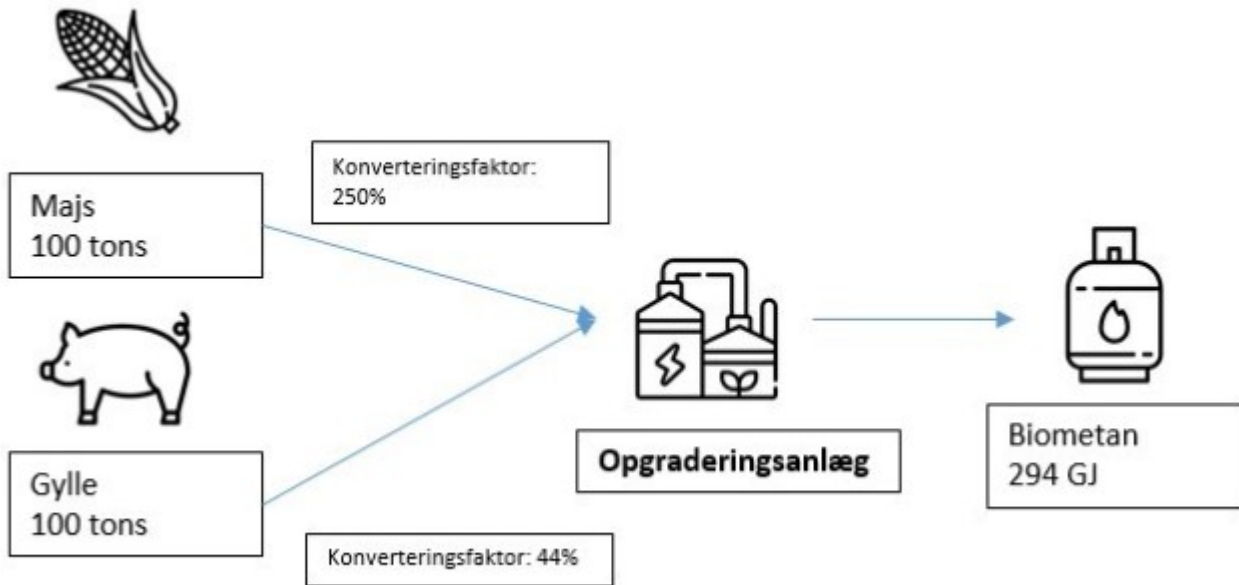 Konverteringsfaktor:
250%
Majs
100 tons
Opgraderingsanlæg
Biometan
294 GJ
Gylle
100 tons
Konverteringsfaktor: 44%